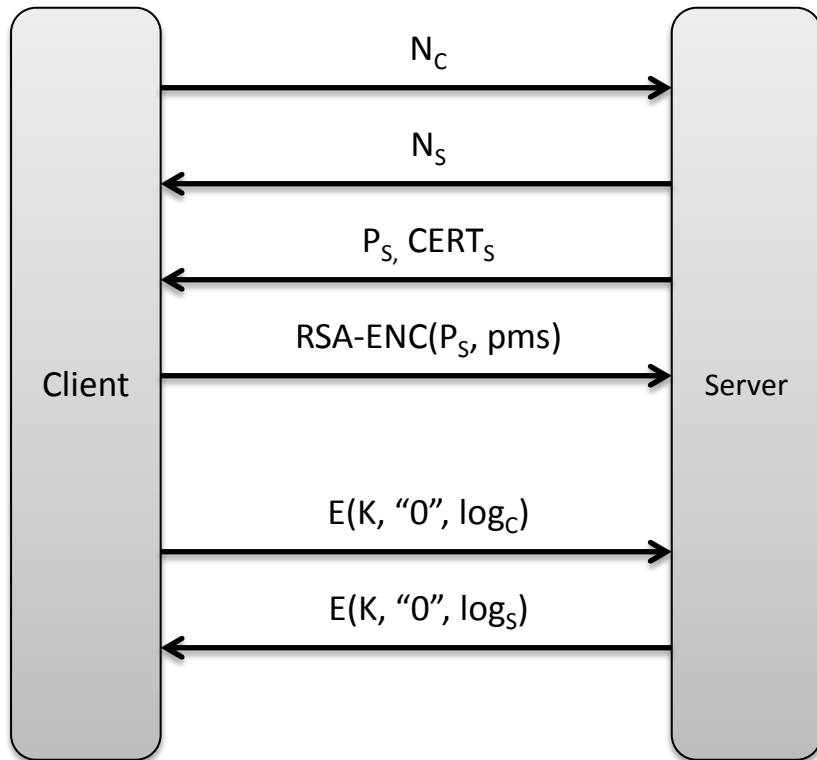 N_C
N_S
P_S, CERT_S
RSA-ENC(P_S, pms)
Client
Server
E(K, “0”, log_C)
E(K, “0”, log_S)